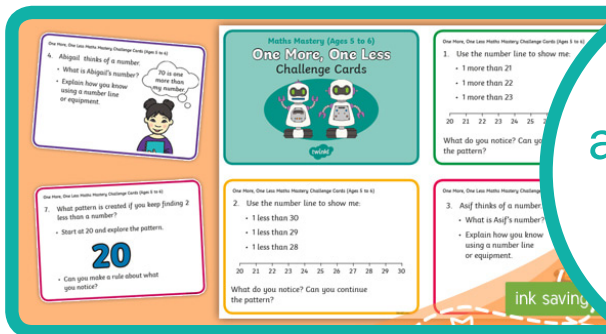 One More, One Less Maths Mastery Challenge Cards (Ages 5 to 6)
4. Abigail thinks of a number.
• What is Abigail's number?
• Explain how you know
using a number line
or equipment.
20 is one
more than
my number.
One More, One Less Maths Mastery Challenge Cards (Ages 5 to 6)
7. What pattern is created if you keep finding 2
less than a number?
• Start at 20 and explore the pattern.
20
• Can you make a rule about what
you notice?
Maths Mastery (Ages 5 to 6)
One More, One Less
Challenge Cards
twinkl
One More, One Less Maths Mastery Challenge Cards (Ages 5 to 6)
1. Use the number line to show me:
• 1 more than 21
• 1 more than 22
• 1 more than 23
20 21 22 23 24 25
What do you notice? Can
the pattern?
One More, One Less Maths Mastery Challenge Cards (Ages 5 to 6)
2. Use the number line to show me:
• 1 less than 30
• 1 less than 29
• 1 less than 28
20 21 22 23 24 25 26 27 28 29 30
What do you notice? Can you continue
the pattern?
One More, One Less Maths Mastery Challenge
3. Asif thinks of a number.
• What is Asif's number?
• Explain how you know
using a number line
or equipment.
a
ink saving